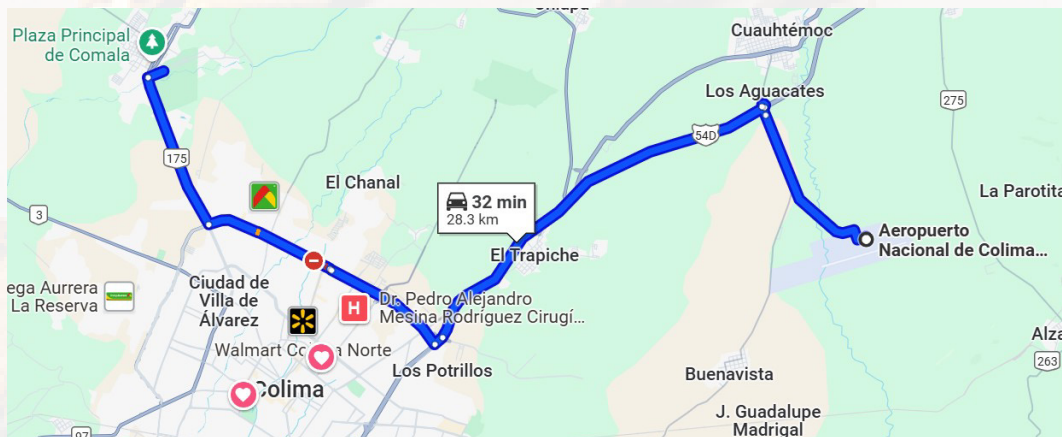 Plaza Principal
de Comala
Cuauhtémoc
Los Aguacates
275
54D
175
El Chanal
32 min
28.3 km
La Parotita
3
El Trapiche
Aeropuerto
Nacional de Colima...
ega Aurrera
La Reserva
Ciudad de
Villa de
Álvarez
H
Dr. Pedro Alejandro
Mesina Rodríguez Cirugí...
Walmart Co a Norte
Los Potrillos
Colima
Buenavista
Alza
263
J. Guadalupe
Madrigal
97